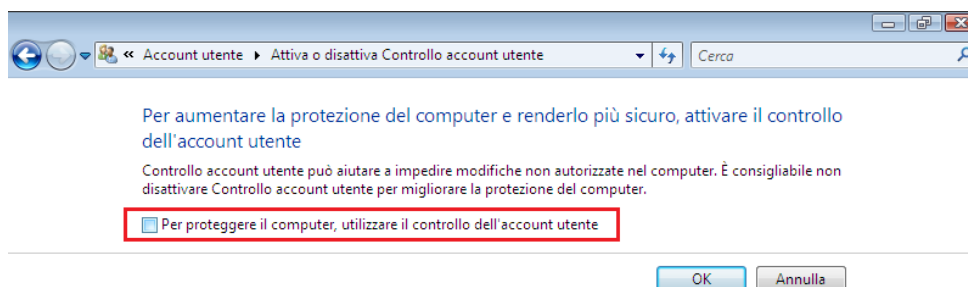 « Account utente ▸ Attiva o disattiva Controllo account utente Cerca
Per aumentare la protezione del computer e renderlo più sicuro, attivare il controllo
dell'account utente
Controllo account utente può aiutare a impedire modifiche non autorizzate nel computer. È consigliabile non
disattivare Controllo account utente per migliorare la protezione del computer.
Per proteggere il computer, utilizzare il controllo dell'account utente
OK Annulla